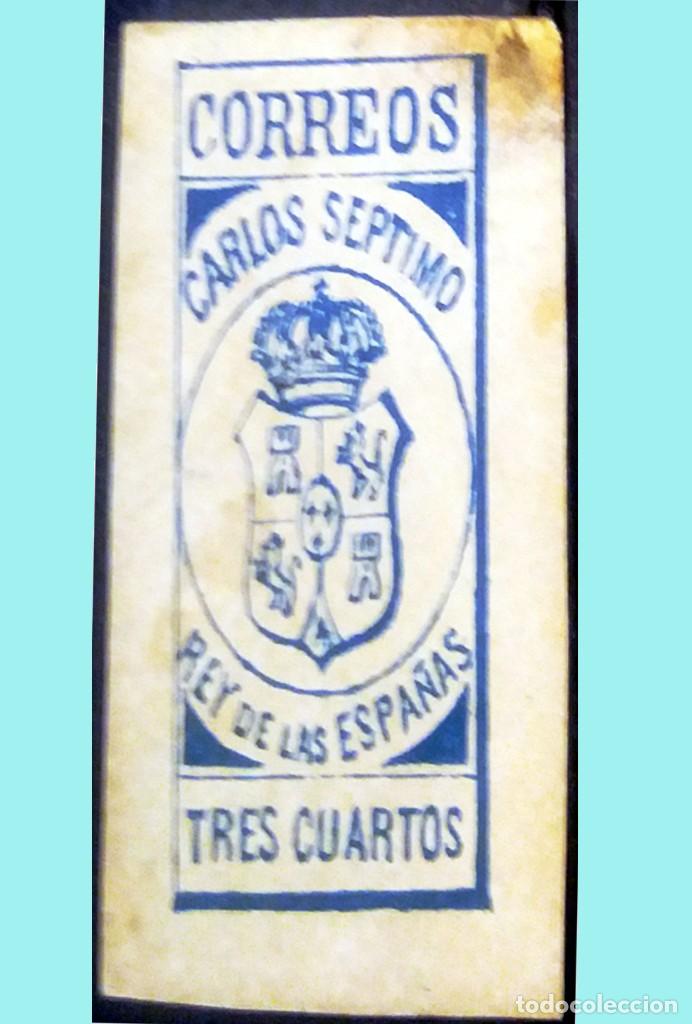 CORREOS
CARLOS SEPTIMO
REY DE LAS ESPAÑAS
TRES CUARTOS
todocoleccion